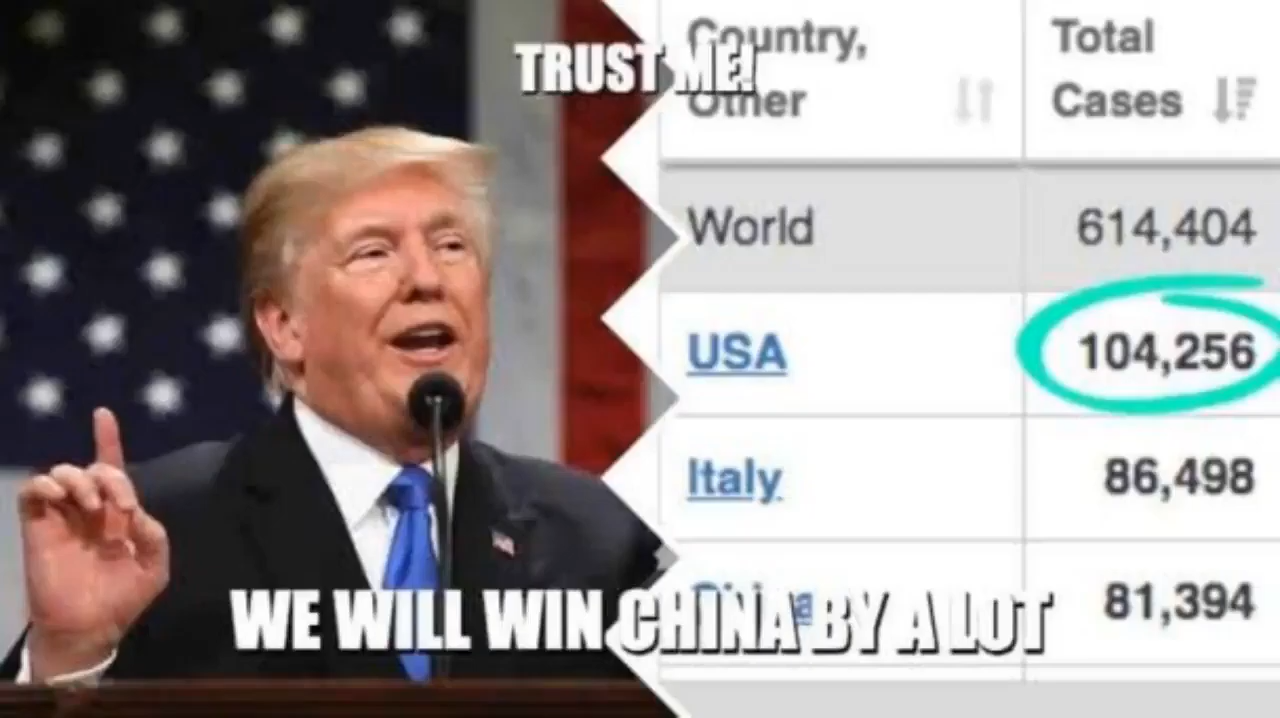 TRUST ME!
Country, Total
Other Cases
World 614,404
USA 104,256
Italy 86,498
China 81,394
WE WILL WIN CHINA BY A LOT